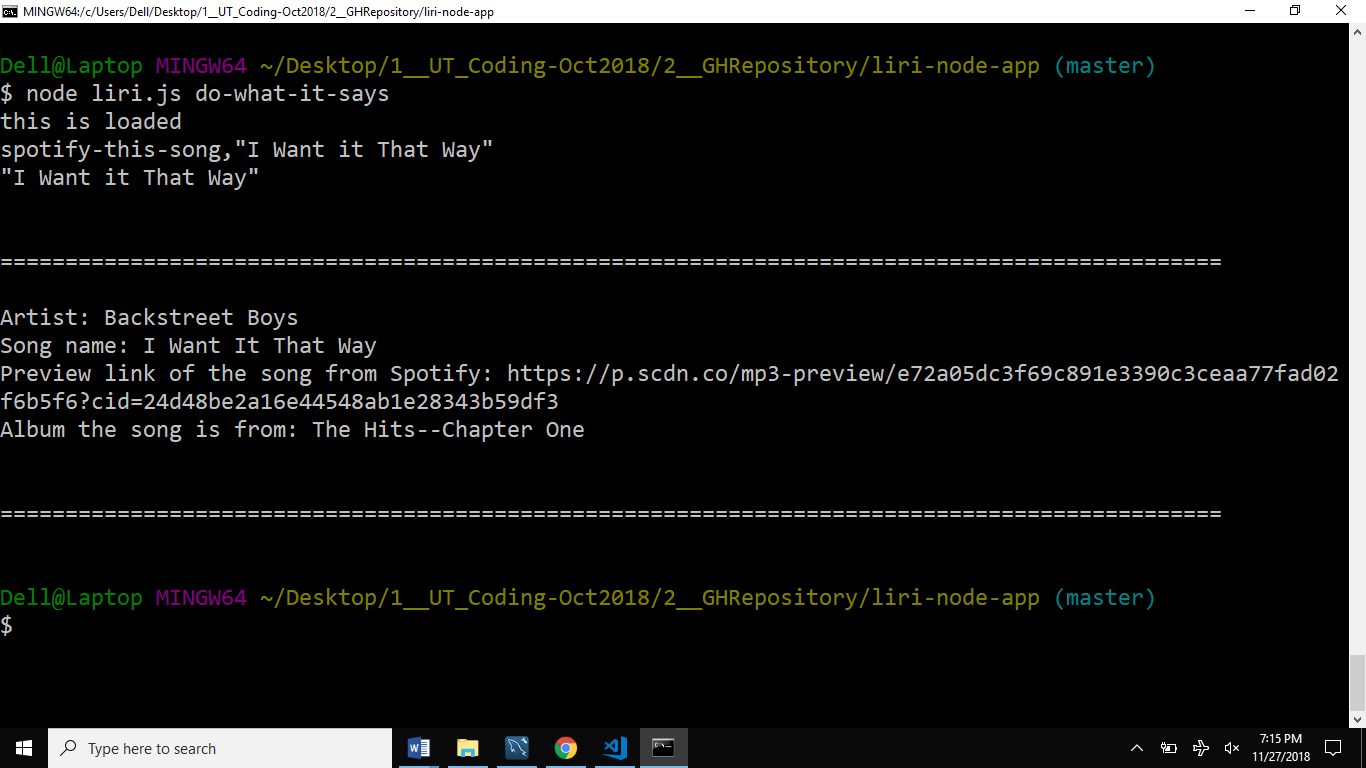 MINGW64:/c/Users/Dell/Desktop/1__UT_Coding-Oct2018/2__GHRepository/liri-node-app
Dell@Laptop MINGW64 ~/Desktop/1__UT_Coding-Oct2018/2__GHRepository/liri-node-app (master)
$ node liri.js do-what-it-says
this is loaded
spotify-this-song,"I Want it That Way"
"I Want it That Way"
==============================================================================================
Artist: Backstreet Boys
Song name: I Want It That Way
Preview link of the song from Spotify: https://p.scdn.co/mp3-preview/e72a05dc3f69c891e3390c3ceaa77fad02
f6b5f6?cid=24d48be2a16e44548ab1e28343b59df3
Album the song is from: The Hits--Chapter One
==============================================================================================
Dell@Laptop MINGW64 ~/Desktop/1__UT_Coding-Oct2018/2__GHRepository/liri-node-app (master)
$
Type here to search
7:15 PM
11/27/2018